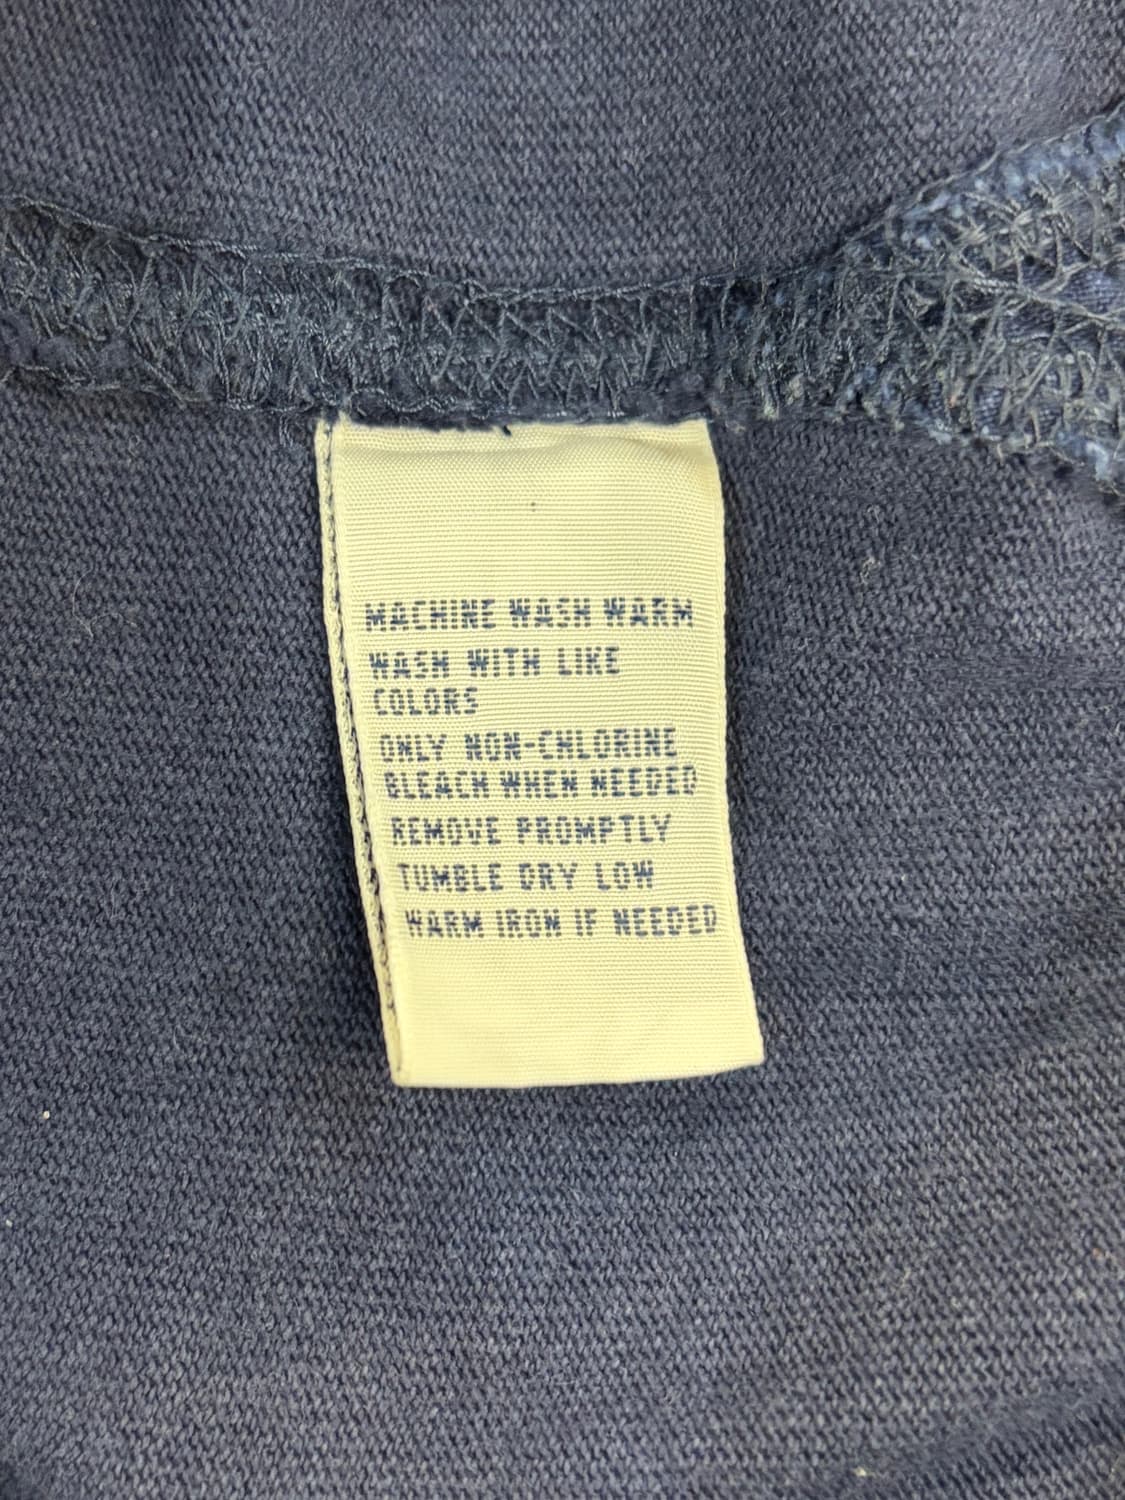 MACHINE WASH WARM
WASH WITH LIKE
COLORS
ONLY NON-CHLORINE
BLEACH WHEN NEEDED
REMOVE PROMPTLY
TUMBLE DRY LOW
WARM IRON IF NEEDED